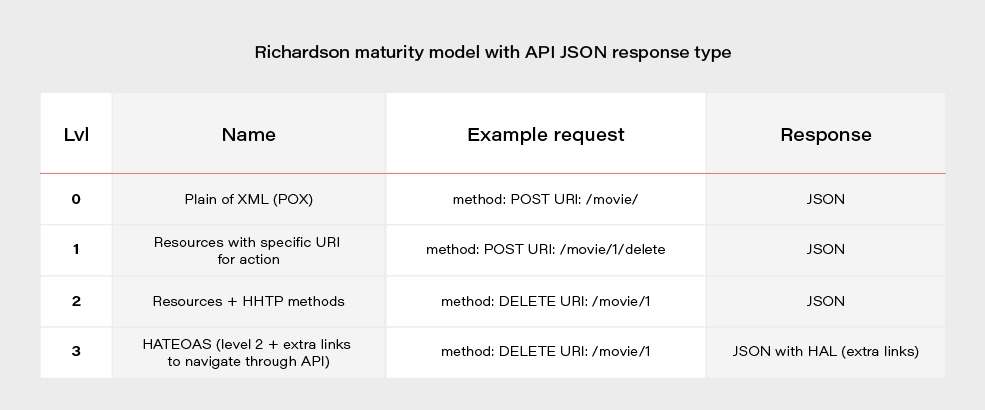 Richardson maturity model with API JSON response type
Lvl Name Example request Response
0 Plain of XML (POX) method: POST URI: /movie/ JSON
1 Resources with specific URI for action method: POST URI: /movie/1/delete JSON
2 Resources + HHTP methods method: DELETE URI: /movie/1 JSON
3 HATEOAS (level 2 + extra links to navigate through API) method: DELETE URI: /movie/1 JSON with HAL (extra links)